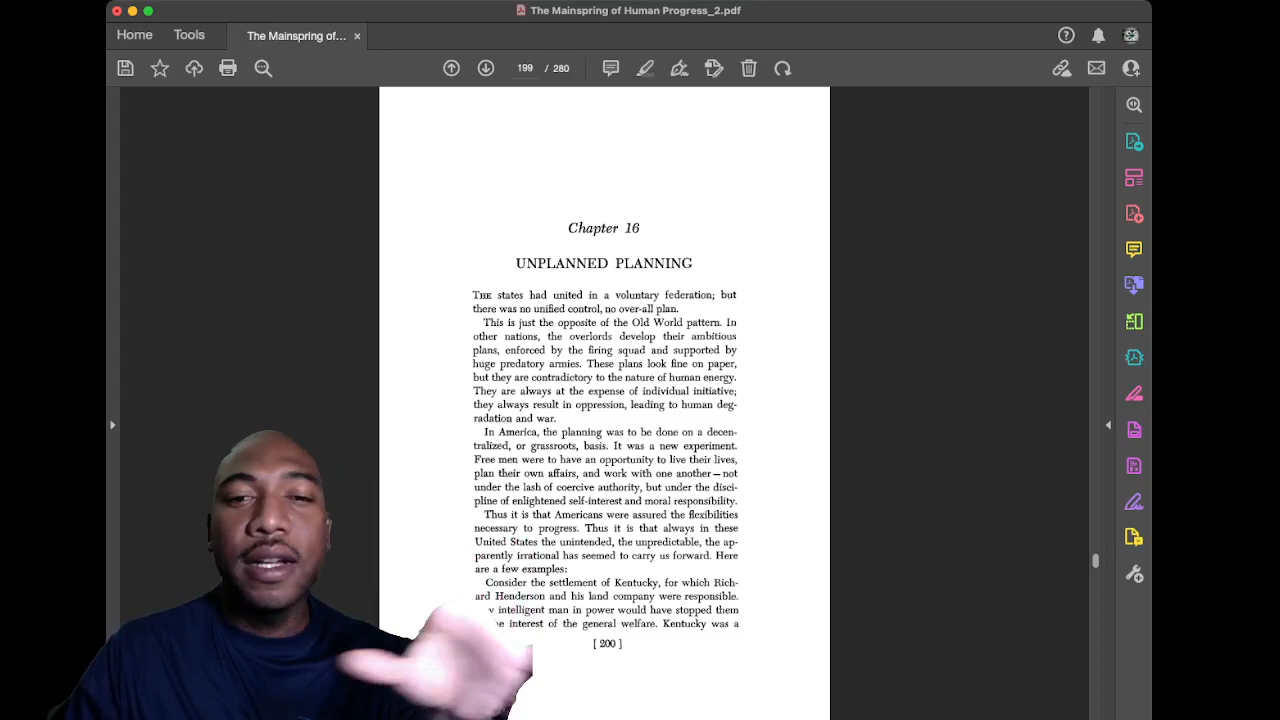 The Mainspring of Human Progress_2.pdf
Home Tools The Mainspring of... ×
199 / 280
Chapter 16
UNPLANNED PLANNING
THE states had united in a voluntary federation; but
there was no unified control, no over-all plan.
This is just the opposite of the Old World pattern. In
other nations, the overlords develop their ambitious
plans, enforced by the firing squad and supported by
huge predatory armies. These plans look fine on paper,
but they are contradictory to the nature of human energy.
They are always at the expense of individual initiative;
they always result in oppression, leading to human deg-
radation and war.
In America, the planning was to be done on a decen-
tralized, or grassroots, basis. It was a new experiment.
Free men were to have an opportunity to live their lives,
plan their own affairs, and work with one another—not
under the lash of coercive authority, but under the disci-
pline of enlightened self-interest and moral responsibility.
Thus it is that Americans were assured the flexibilities
necessary to progress. Thus it is that always in these
United States the unintended, the unpredictable, the ap-
parently irrational has seemed to carry us forward. Here
are a few examples:
Consider the settlement of Kentucky, for which Rich-
ard Henderson and his land company were responsible.
intelligent man in power would have stopped them
interest of the general welfare. Kentucky was a
[ 200 ]